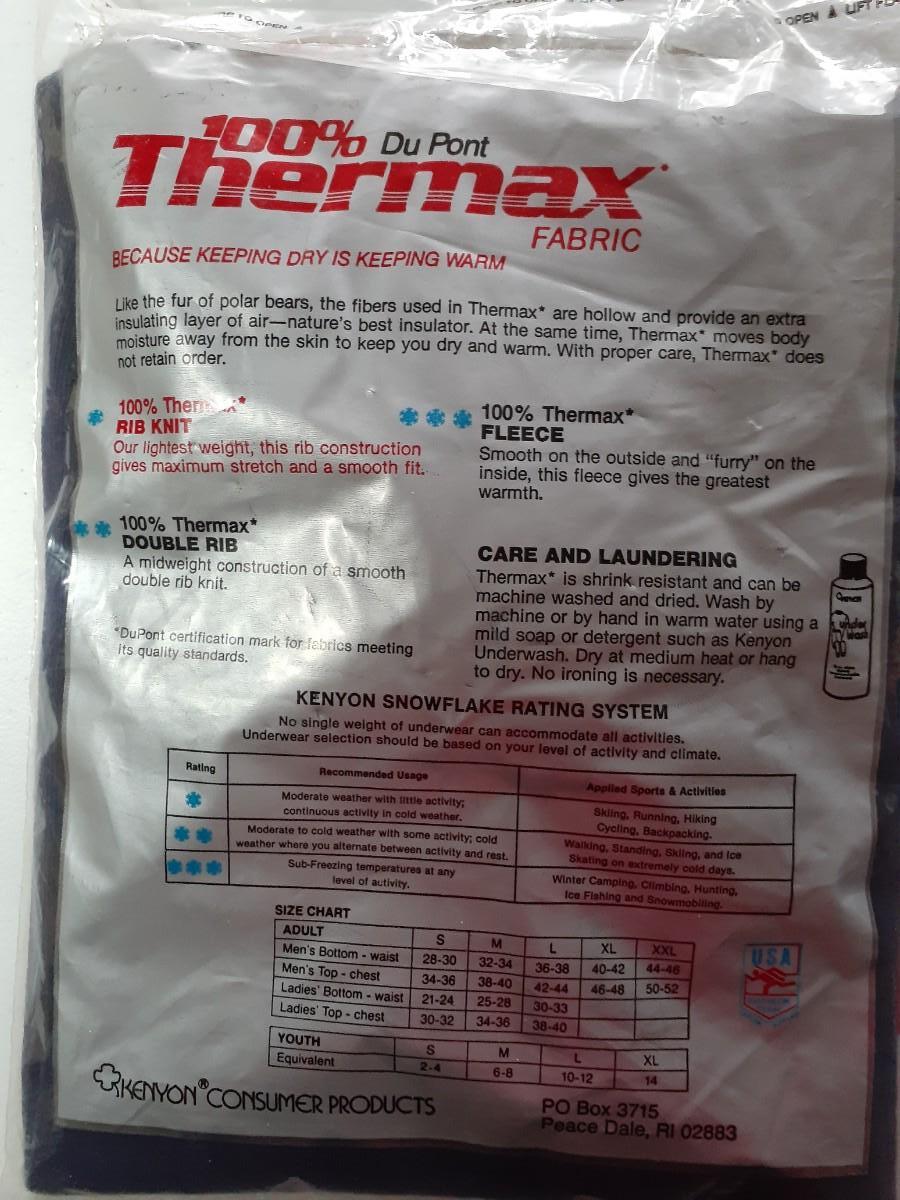 TO OPEN
OPEN LIFT
100% Du Pont
Thermax*
FABRIC
BECAUSE KEEPING DRY IS KEEPING WARM
Like the fur of polar bears, the fibers used in Thermax* are hollow and provide an extra
insulating layer of air—nature's best insulator. At the same time, Thermax* moves body
moisture away from the skin to keep you dry and warm. With proper care, Thermax* does
not retain order.
100%
RIB KNIT
Our lightest weight, this rib construction
gives maximum stretch and a smooth fit.
100% Thermax*
DOUBLE RIB
A midweight construction of a smooth
double rib knit.
*DuPont certification mark for fabrics meeting
its quality standards.
100% Thermax*
FLEECE
Smooth on the outside and “furry” on the
inside, this fleece gives the greatest
warmth.
CARE AND LAUNDERING
Thermax* is shrink resistant and can be
machine washed and dried. Wash by
machine or by hand in warm water using a
mild soap or detergent such as Kenyon
Underwash. Dry at medium heat or hang
to dry. No ironing is necessary.
KENYON
Under
Wash
KENYON SNOWFLAKE RATING SYSTEM
No single weight of underwear can accommodate all activities.
Underwear selection should be based on your level of activity and climate.
Rating Recommended Usage Applied Sports & Activities
Moderate weather with little activity;
continuous activity in cold weather.
Skiing, Running, Hiking
Cycling, Backpacking.
Moderate to cold weather with some activity; cold
weather where you alternate between activity and rest.
Walking, Standing, Skiing, and Ice
Skating on extremely cold days.
Sub-Freezing temperatures at any
level of activity.
Winter Camping, Climbing, Hunting,
Ice Fishing and Snowmobiling.
SIZE CHART
ADULT S M L XL XXL
Men's Bottom - waist 28-30 32-34 36-38 40-42 44-46
Men's Top - chest 34-36 38-40 42-44 46-48 50-52
Ladies' Bottom - waist 21-24 25-28 30-33
Ladies' Top - chest 30-32 34-36 38-40
YOUTH S M L XL
Equivalent 2-4 6-8 10-12 14
USA
KENYON® CONSUMER PRODUCTS
PO Box 3715
Peace Dale, RI 02883